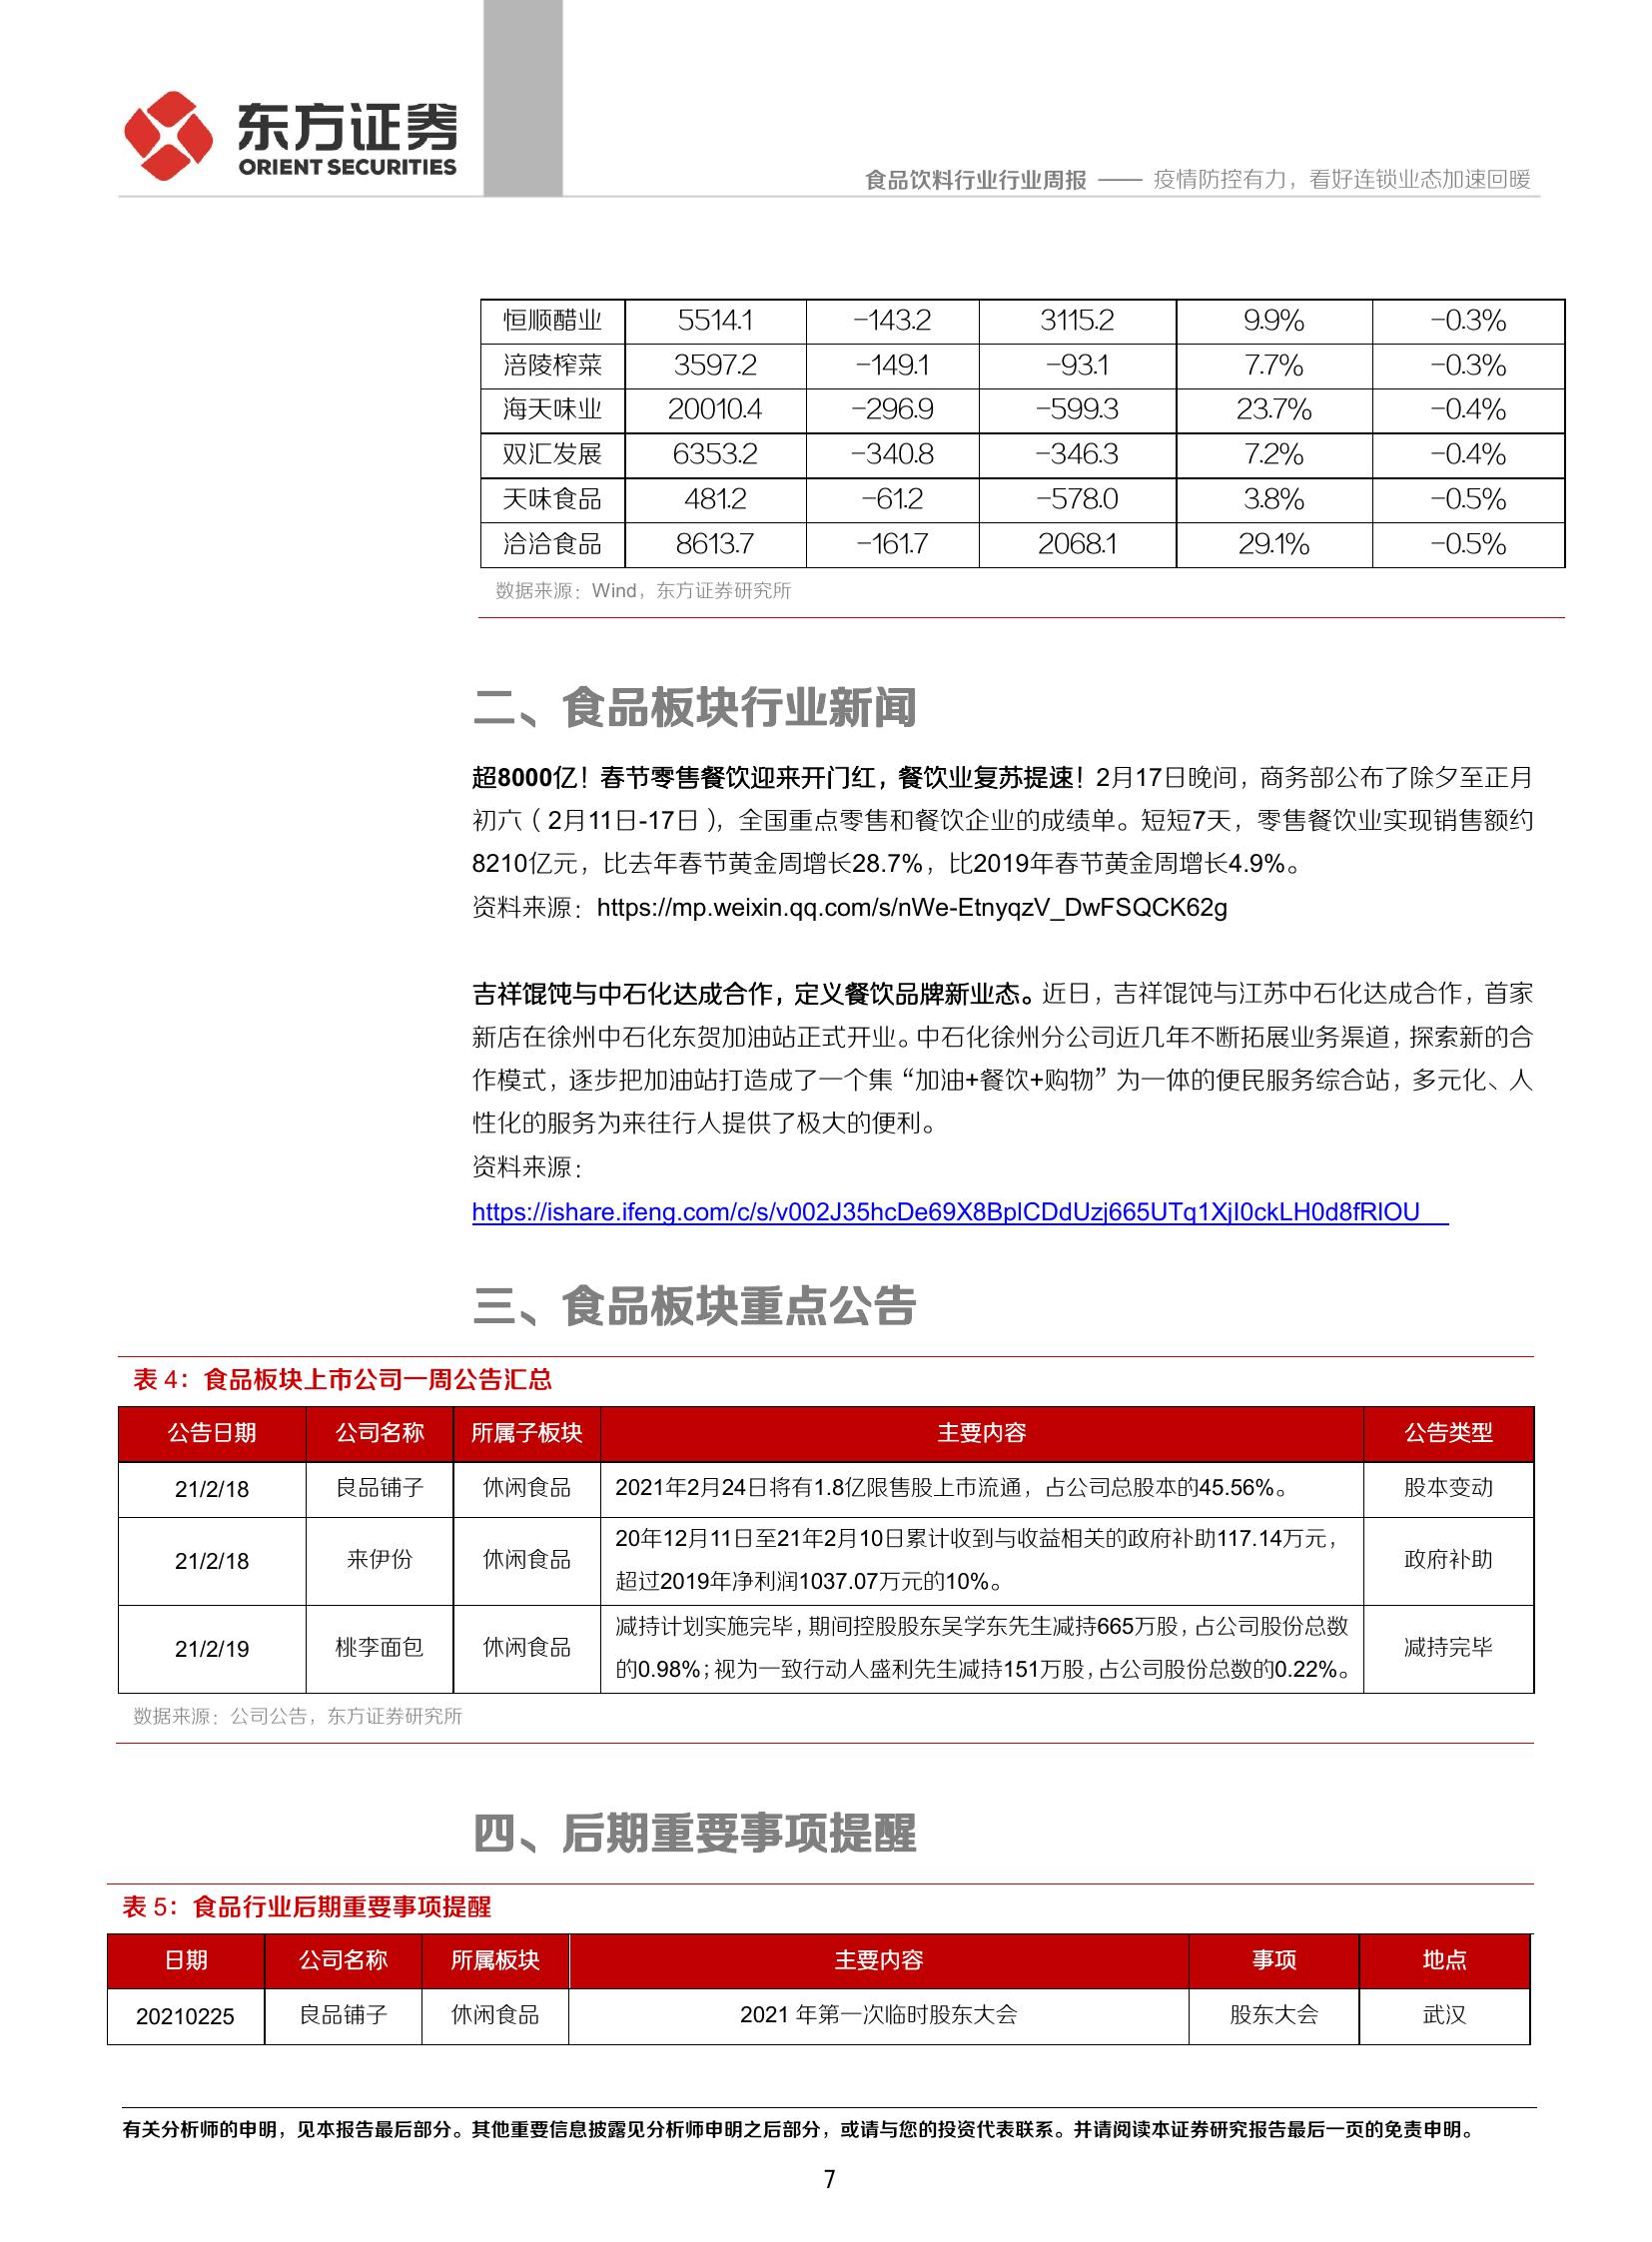 东方证券
ORIENT SECURITIES
食品饮料行业行业周报 —— 疫情防控有力，看好连锁业态加速回暖
恒顺醋业 5514.1 -143.2 3115.2 9.9% -0.3%
涪陵榨菜 3597.2 -149.1 -93.1 7.7% -0.3%
海天味业 20010.4 -296.9 -599.3 23.7% -0.4%
双汇发展 6353.2 -340.8 -346.3 7.2% -0.4%
天味食品 481.2 -61.2 -578.0 3.8% -0.5%
洽洽食品 8613.7 -161.7 2068.1 29.1% -0.5%
数据来源：Wind，东方证券研究所
二、食品板块行业新闻
超8000亿！春节零售餐饮迎来开门红，餐饮业复苏提速！2月17日晚间，商务部公布了除夕至正月
初六（2月11日-17日），全国重点零售和餐饮企业的成绩单。短短7天，零售餐饮业实现销售额约
8210亿元，比去年春节黄金周增长28.7%，比2019年春节黄金周增长4.9%。
资料来源：https://mp.weixin.qq.com/s/nWe-EtnyqzV_DwFSQCK62g
吉祥馄饨与中石化达成合作，定义餐饮品牌新业态。近日，吉祥馄饨与江苏中石化达成合作，首家
新店在徐州中石化东贺加油站正式开业。中石化徐州分公司近几年不断拓展业务渠道，探索新的合
作模式，逐步把加油站打造成了一个集“加油+餐饮+购物”为一体的便民服务综合站，多元化、人
性化的服务为来往行人提供了极大的便利。
资料来源：
https://ishare.ifeng.com/c/s/v002J35hcDe69X8BplCDdUzj665UTq1XjI0ckLH0d8fRlOU
三、食品板块重点公告
表 4：食品板块上市公司一周公告汇总
公告日期 公司名称 所属子板块 主要内容 公告类型
21/2/18 良品铺子 休闲食品 2021年2月24日将有1.8亿限售股上市流通，占公司总股本的45.56%。 股本变动
21/2/18 来伊份 休闲食品 20年12月11日至21年2月10日累计收到与收益相关的政府补助117.14万元，
超过2019年净利润1037.07万元的10%。 政府补助
21/2/19 桃李面包 休闲食品 减持计划实施完毕，期间控股股东吴学东先生减持665万股，占公司股份总数
的0.98%；视为一致行动人盛利先生减持151万股，占公司股份总数的0.22%。 减持完毕
数据来源：公司公告，东方证券研究所
四、后期重要事项提醒
表 5：食品行业后期重要事项提醒
日期 公司名称 所属板块 主要内容 事项 地点
20210225 良品铺子 休闲食品 2021 年第一次临时股东大会 股东大会 武汉
有关分析师的申明，见本报告最后部分。其他重要信息披露见分析师申明之后部分，或请与您的投资代表联系。并请阅读本证券研究报告最后一页的免责申明。
7